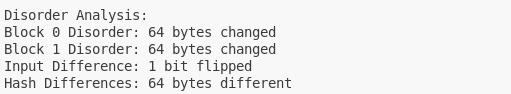 Disorder Analysis:
Block 0 Disorder: 64 bytes changed
Block 1 Disorder: 64 bytes changed
Input Difference: 1 bit flipped
Hash Differences: 64 bytes different